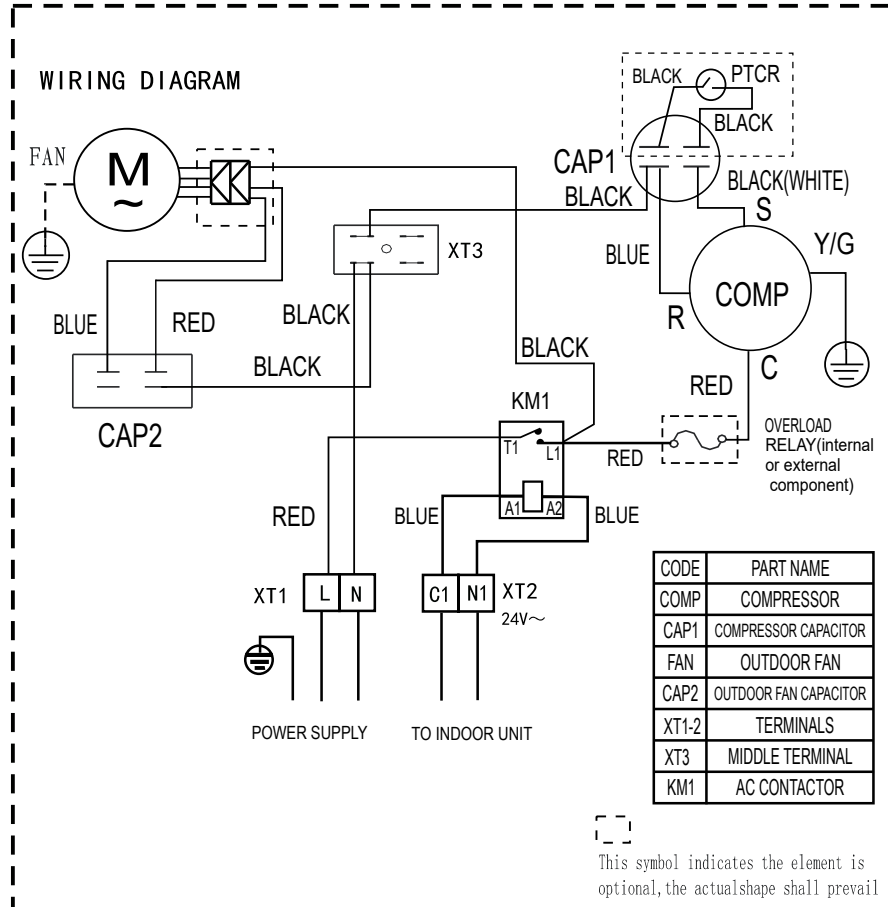 WIRING DIAGRAM
BLACK
PTCR
BLACK
FAN
M
~
CAP1
BLACK
BLACK(WHITE)
S
Y/G
XT3
BLUE
COMP
R
BLUE
RED
BLACK
BLACK
C
BLACK
RED
CAP2
KM1
OVERLOAD
RELAY(internal
or external
component)
T1
L1
RED
RED
BLUE
A1
A2
BLUE
XT1
L
N
C1
N1
XT2
24V~
POWER SUPPLY
TO INDOOR UNIT
CODE PART NAME
COMP COMPRESSOR
CAP1 COMPRESSOR CAPACITOR
FAN OUTDOOR FAN
CAP2 OUTDOOR FAN CAPACITOR
XT1-2 TERMINALS
XT3 MIDDLE TERMINAL
KM1 AC CONTACTOR
This symbol indicates the element is
optional,the actualshape shall prevail